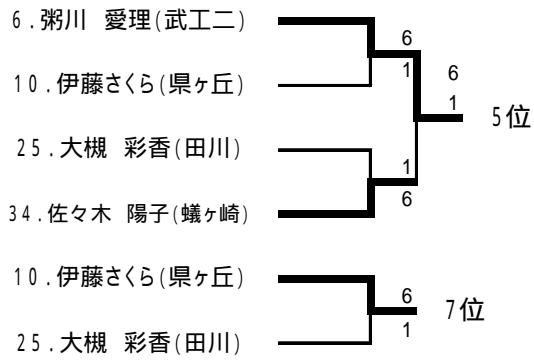 6.粥川 愛理(武工二)
6
1
6
1
10.伊藤さくら(県ヶ丘)
5位
25.大槻 彩香(田川)
1
6
34.佐々木 陽子(蟻ヶ崎)
10.伊藤さくら(県ヶ丘)
6
1
7位
25.大槻 彩香(田川)